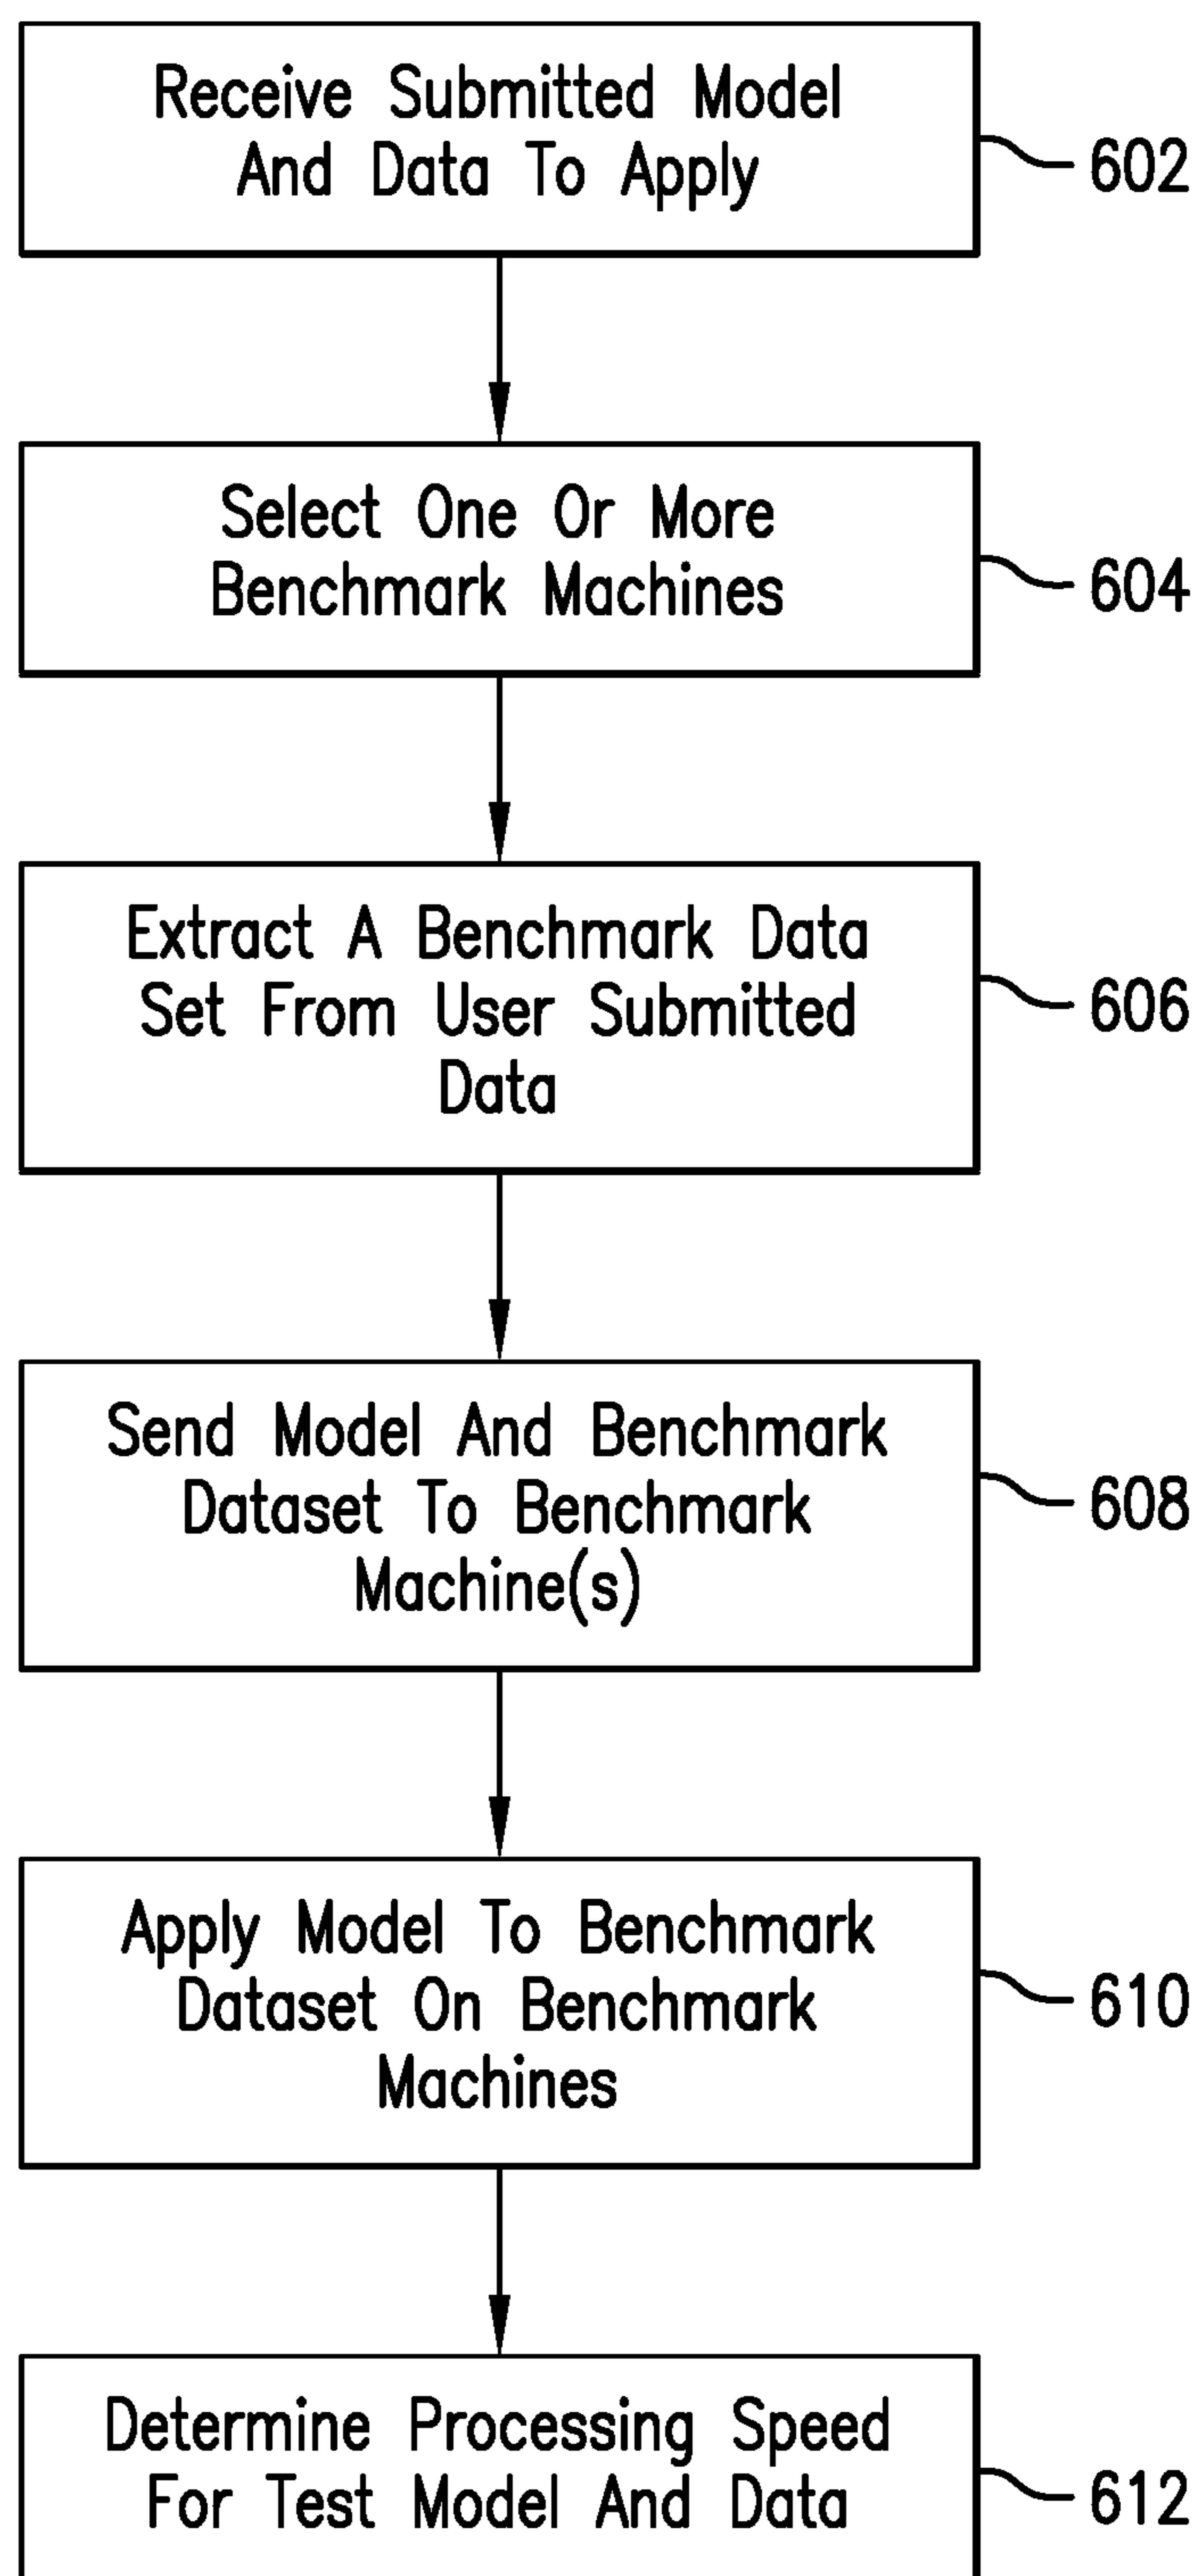 Receive Submitted Model
And Data To Apply
602
Select One Or More
Benchmark Machines
604
Extract A Benchmark Data
Set From User Submitted
Data
606
Send Model And Benchmark
Dataset To Benchmark
Machine(s)
608
Apply Model To Benchmark
Dataset On Benchmark
Machines
610
Determine Processing Speed
For Test Model And Data
612